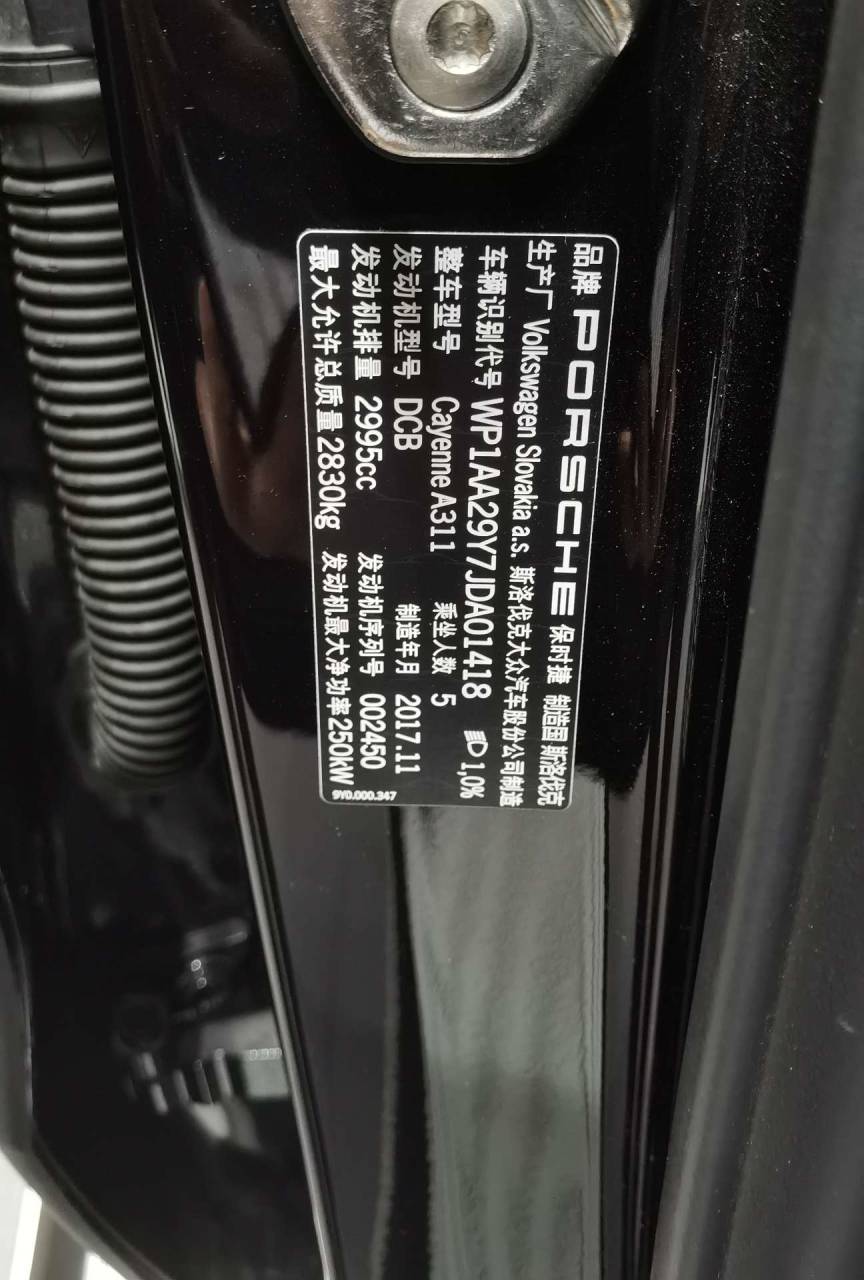 品牌 PORSCHE 保时捷 制造国 斯洛伐克
生产厂 Volkswagen Slovakia a.s. 斯洛伐克大众汽车股份公司制造
车辆识别代号 WP1AA29Y7JDA01418 1,0%
整车型号 Cayenne A311 乘坐人数 5
发动机型号 DCB 制造年月 2017.11
发动机排量 2995cc 发动机序列号 002450
最大允许总质量 2830kg 发动机最大净功率 250kW
9Y0.000.347